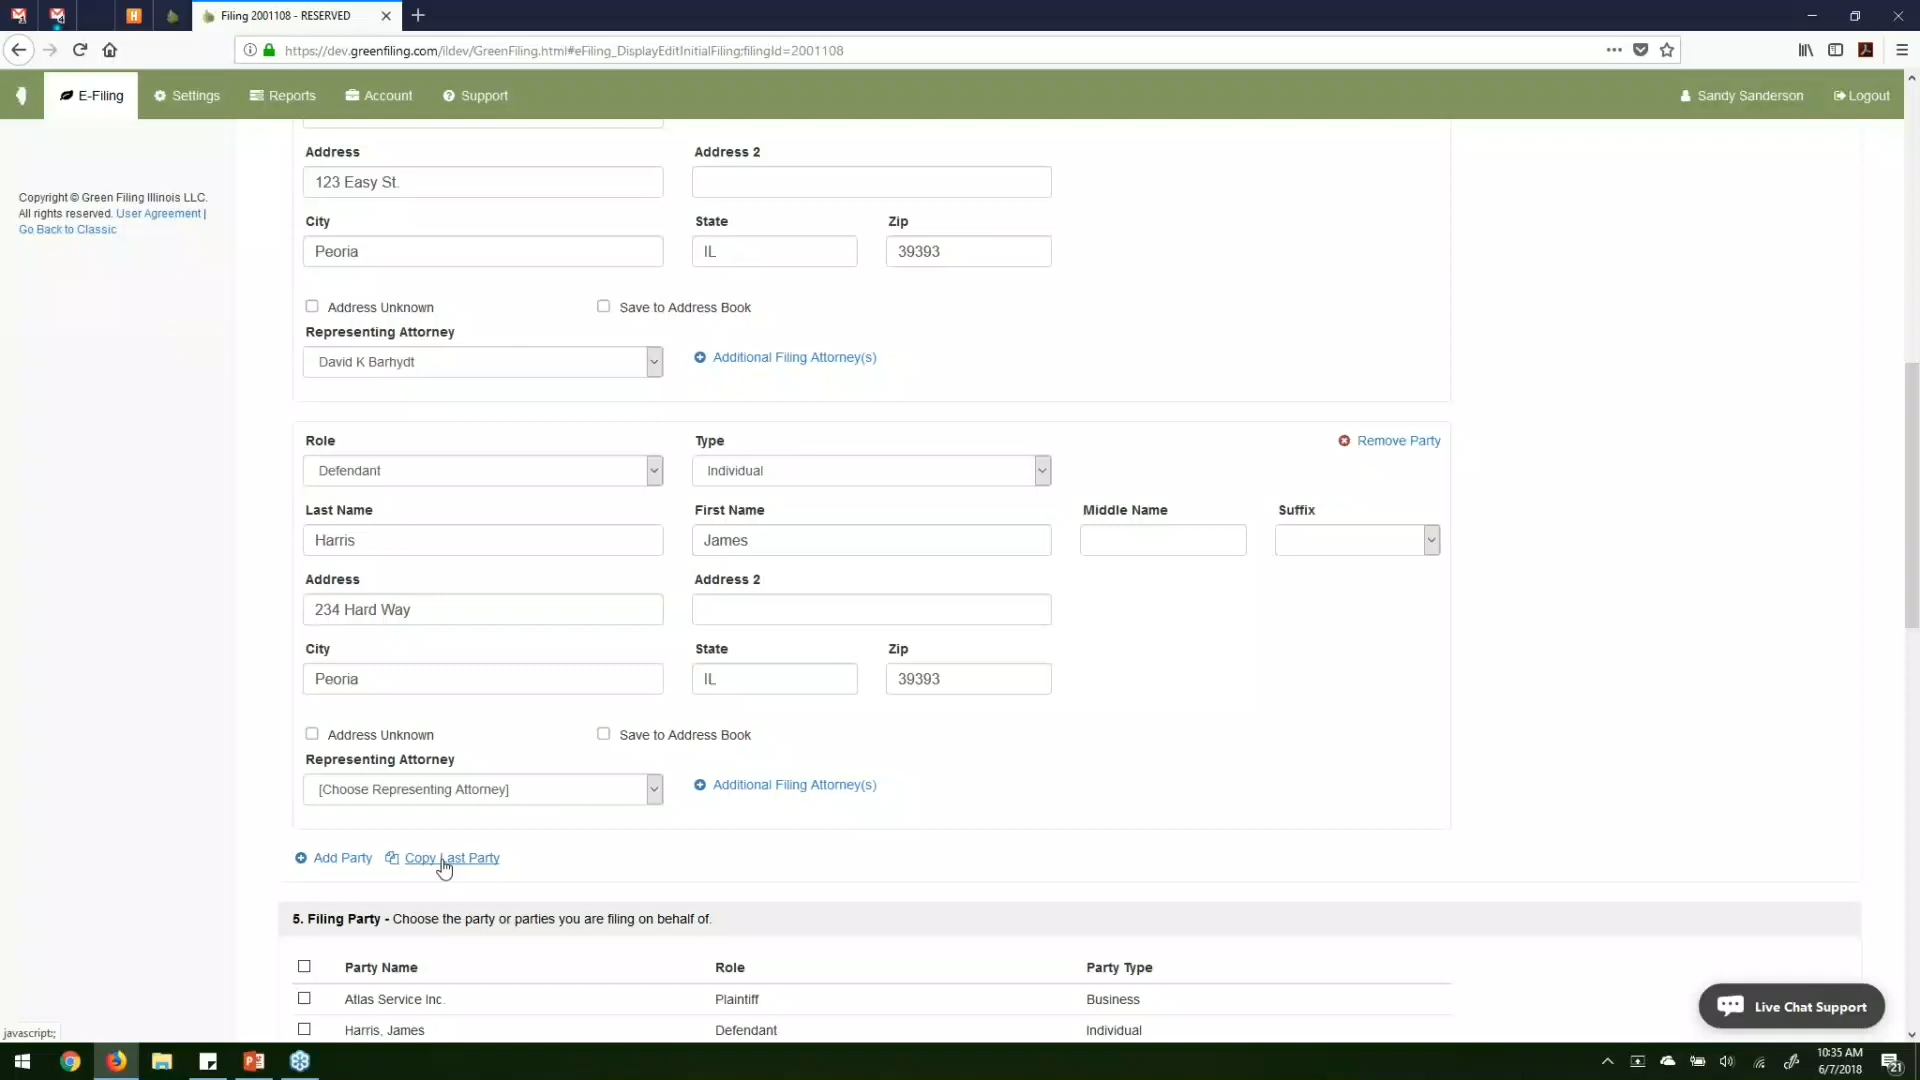 Filing 2001108 - RESERVED
https://dev.greenfiling.com/ildev/GreenFiling.html#eFiling_DisplayEditInitialFiling;filingId=2001108
E-Filing Settings Reports Account Support Sandy Sanderson Logout
Copyright © Green Filing Illinois LLC.
All rights reserved. User Agreement |
Go Back to Classic
Address Address 2
123 Easy St.
City State Zip
Peoria IL 39393
Address Unknown Save to Address Book
Representing Attorney
David K Barhydt Additional Filing Attorney(s)
Role Type Remove Party
Defendant Individual
Last Name First Name Middle Name Suffix
Harris James
Address Address 2
234 Hard Way
City State Zip
Peoria IL 39393
Address Unknown Save to Address Book
Representing Attorney
[Choose Representing Attorney] Additional Filing Attorney(s)
Add Party Copy Last Party
5. Filing Party - Choose the party or parties you are filing on behalf of.
Party Name Role Party Type
Atlas Service Inc. Plaintiff Business
Harris, James Defendant Individual
Live Chat Support
javascript:;
10:35 AM
6/7/2018
21